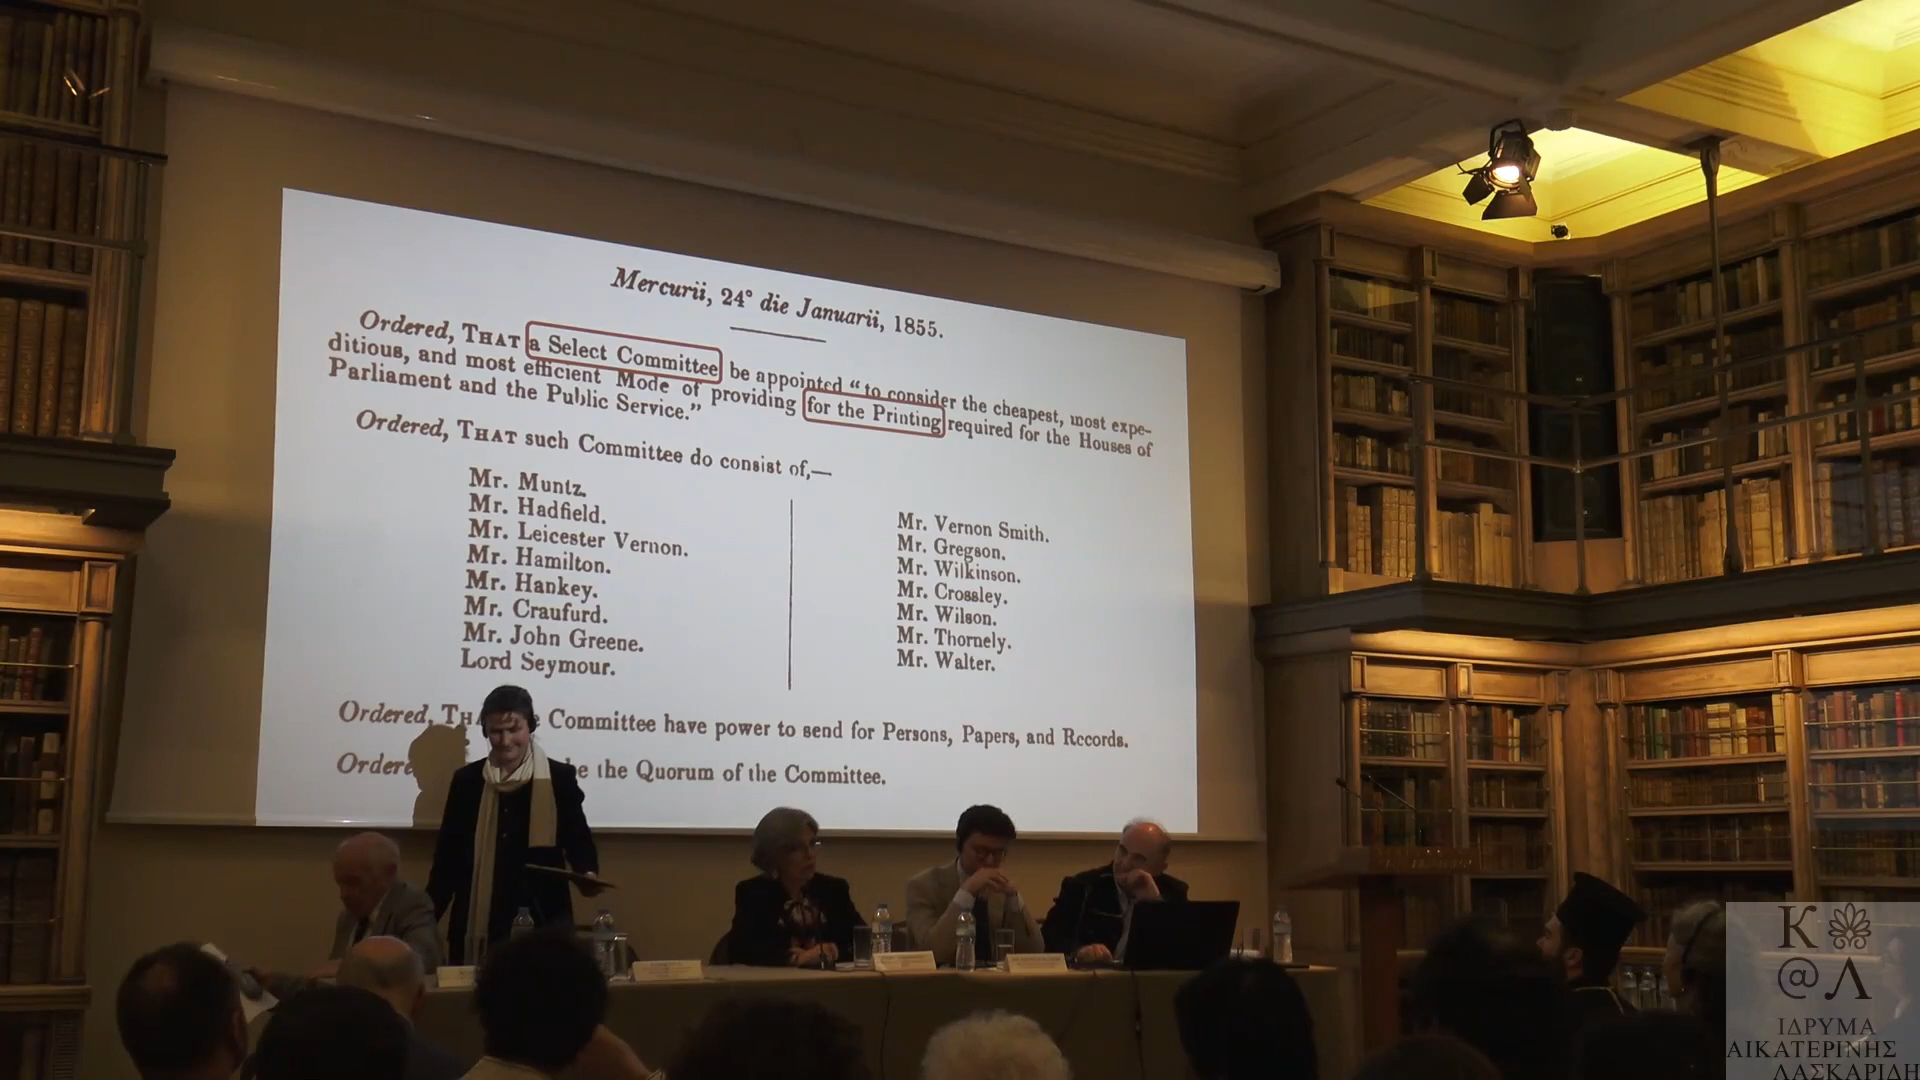 Mercurii, 24° die Januarii, 1855.
Ordered, THAT a Select Committee be appointed “to consider the cheapest, most expe-
ditious, and most efficient Mode of providing for the Printing required for the Houses of
Parliament and the Public Service.”
Ordered, THAT such Committee do consist of,—
Mr. Muntz.
Mr. Hadfield.
Mr. Leicester Vernon.
Mr. Hamilton.
Mr. Hankey.
Mr. Craufurd.
Mr. John Greene.
Lord Seymour.
Mr. Vernon Smith.
Mr. Gregson.
Mr. Wilkinson.
Mr. Crossley.
Mr. Wilson.
Mr. Thornely.
Mr. Walter.
Ordered, Committee have power to send for Persons, Papers, and Records.
be the Quorum of the Committee.
Κ
@Λ
ΙΔΡΥΜΑ
ΑΙΚΑΤΕΡΙΝΗΣ
ΛΑΣΚΑΡΙΔΗ